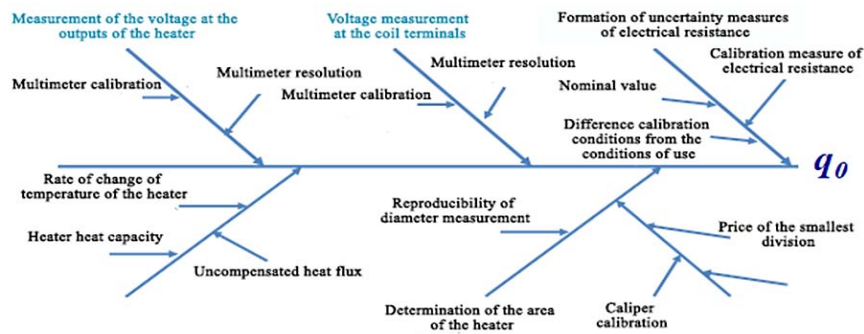 Measurement of the voltage at the
outputs of the heater
Voltage measurement
at the coil terminals
Formation of uncertainty measures
of electrical resistance
Multimeter calibration
Multimeter resolution
Multimeter calibration
Multimeter resolution
Nominal value
Calibration measure of
electrical resistance
Difference calibration
conditions from the
conditions of use
q₀
Rate of change of
temperature of the heater
Heater heat capacity
Uncompensated heat flux
Reproducibility of
diameter measurement
Price of the smallest
division
Determination of the area
of the heater
Caliper
calibration